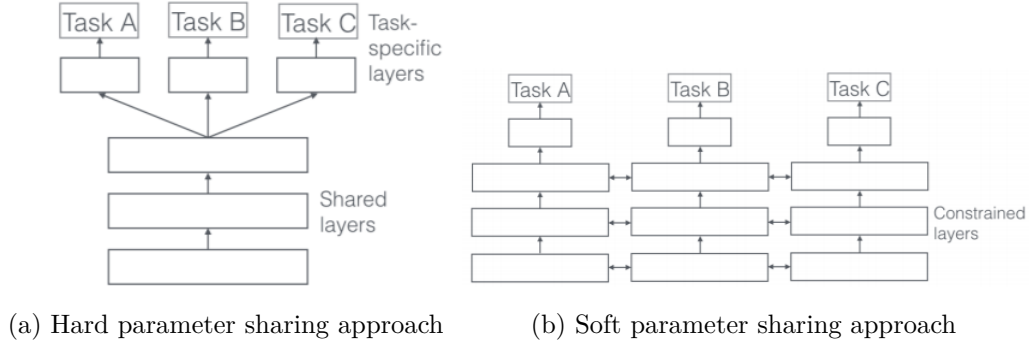 Task A
Task B
Task C
Task-
specific
layers
Shared
layers
(a) Hard parameter sharing approach
Task A
Task B
Task C
Constrained
layers
(b) Soft parameter sharing approach